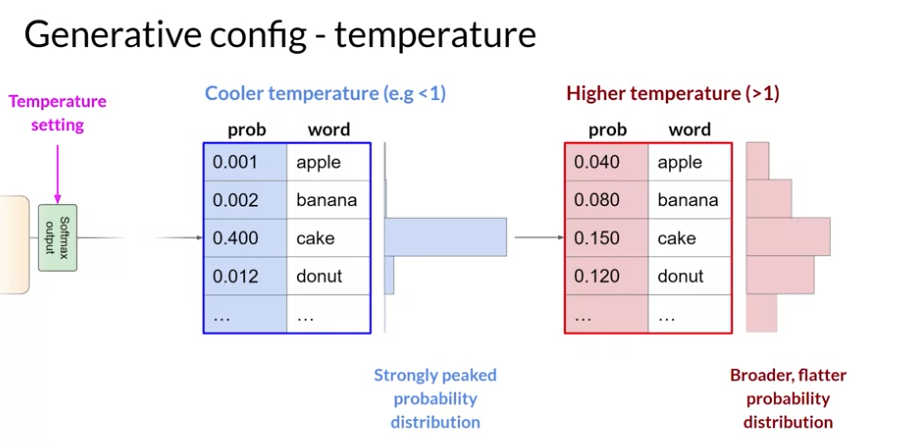 Generative config - temperature
Temperature
setting
Softmax
output
Cooler temperature (e.g <1)
prob word
0.001 apple
0.002 banana
0.400 cake
0.012 donut
... ...
Strongly peaked
probability
distribution
Higher temperature (>1)
prob word
0.040 apple
0.080 banana
0.150 cake
0.120 donut
... ...
Broader, flatter
probability
distribution